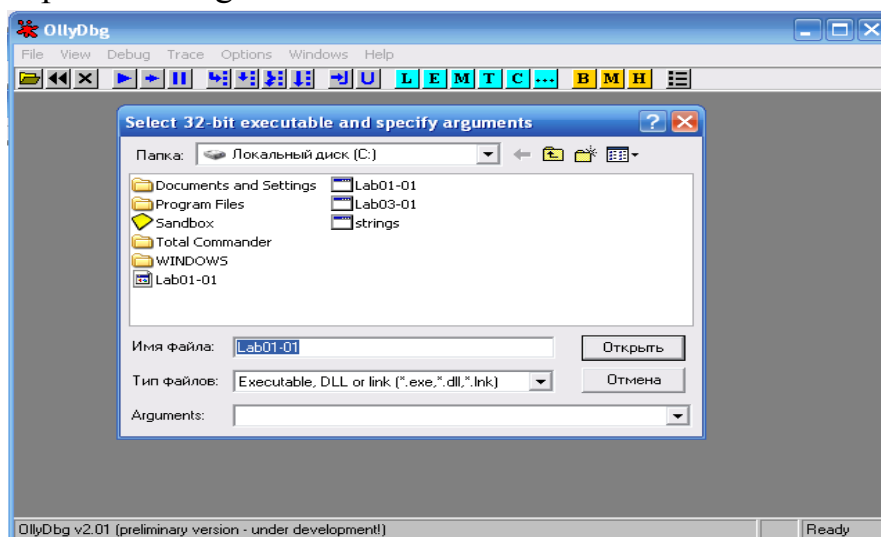 OllyDbg
File View Debug Trace Options Windows Help
L E M T C ... B M H
Select 32-bit executable and specify arguments
Папка: Локальный диск (C:)
Documents and Settings Lab01-01
Program Files Lab03-01
Sandbox strings
Total Commander
WINDOWS
Lab01-01
Имя файла: Lab01-01 Открыть
Тип файлов: Executable, DLL or link (*.exe,*.dll,*.lnk) Отмена
Arguments:
OllyDbg v2.01 (preliminary version - under development!) Ready